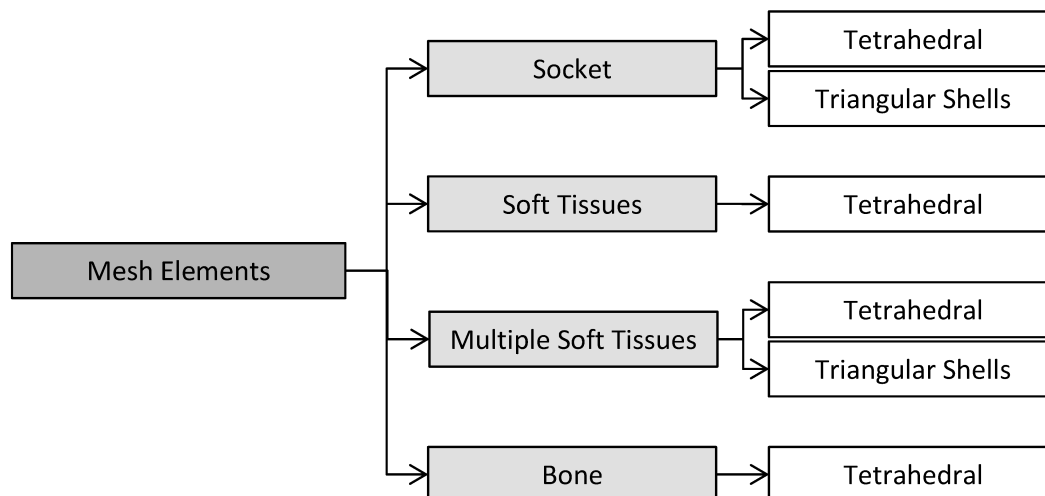 Mesh Elements
Socket
Tetrahedral
Triangular Shells
Soft Tissues
Tetrahedral
Multiple Soft Tissues
Tetrahedral
Triangular Shells
Bone
Tetrahedral